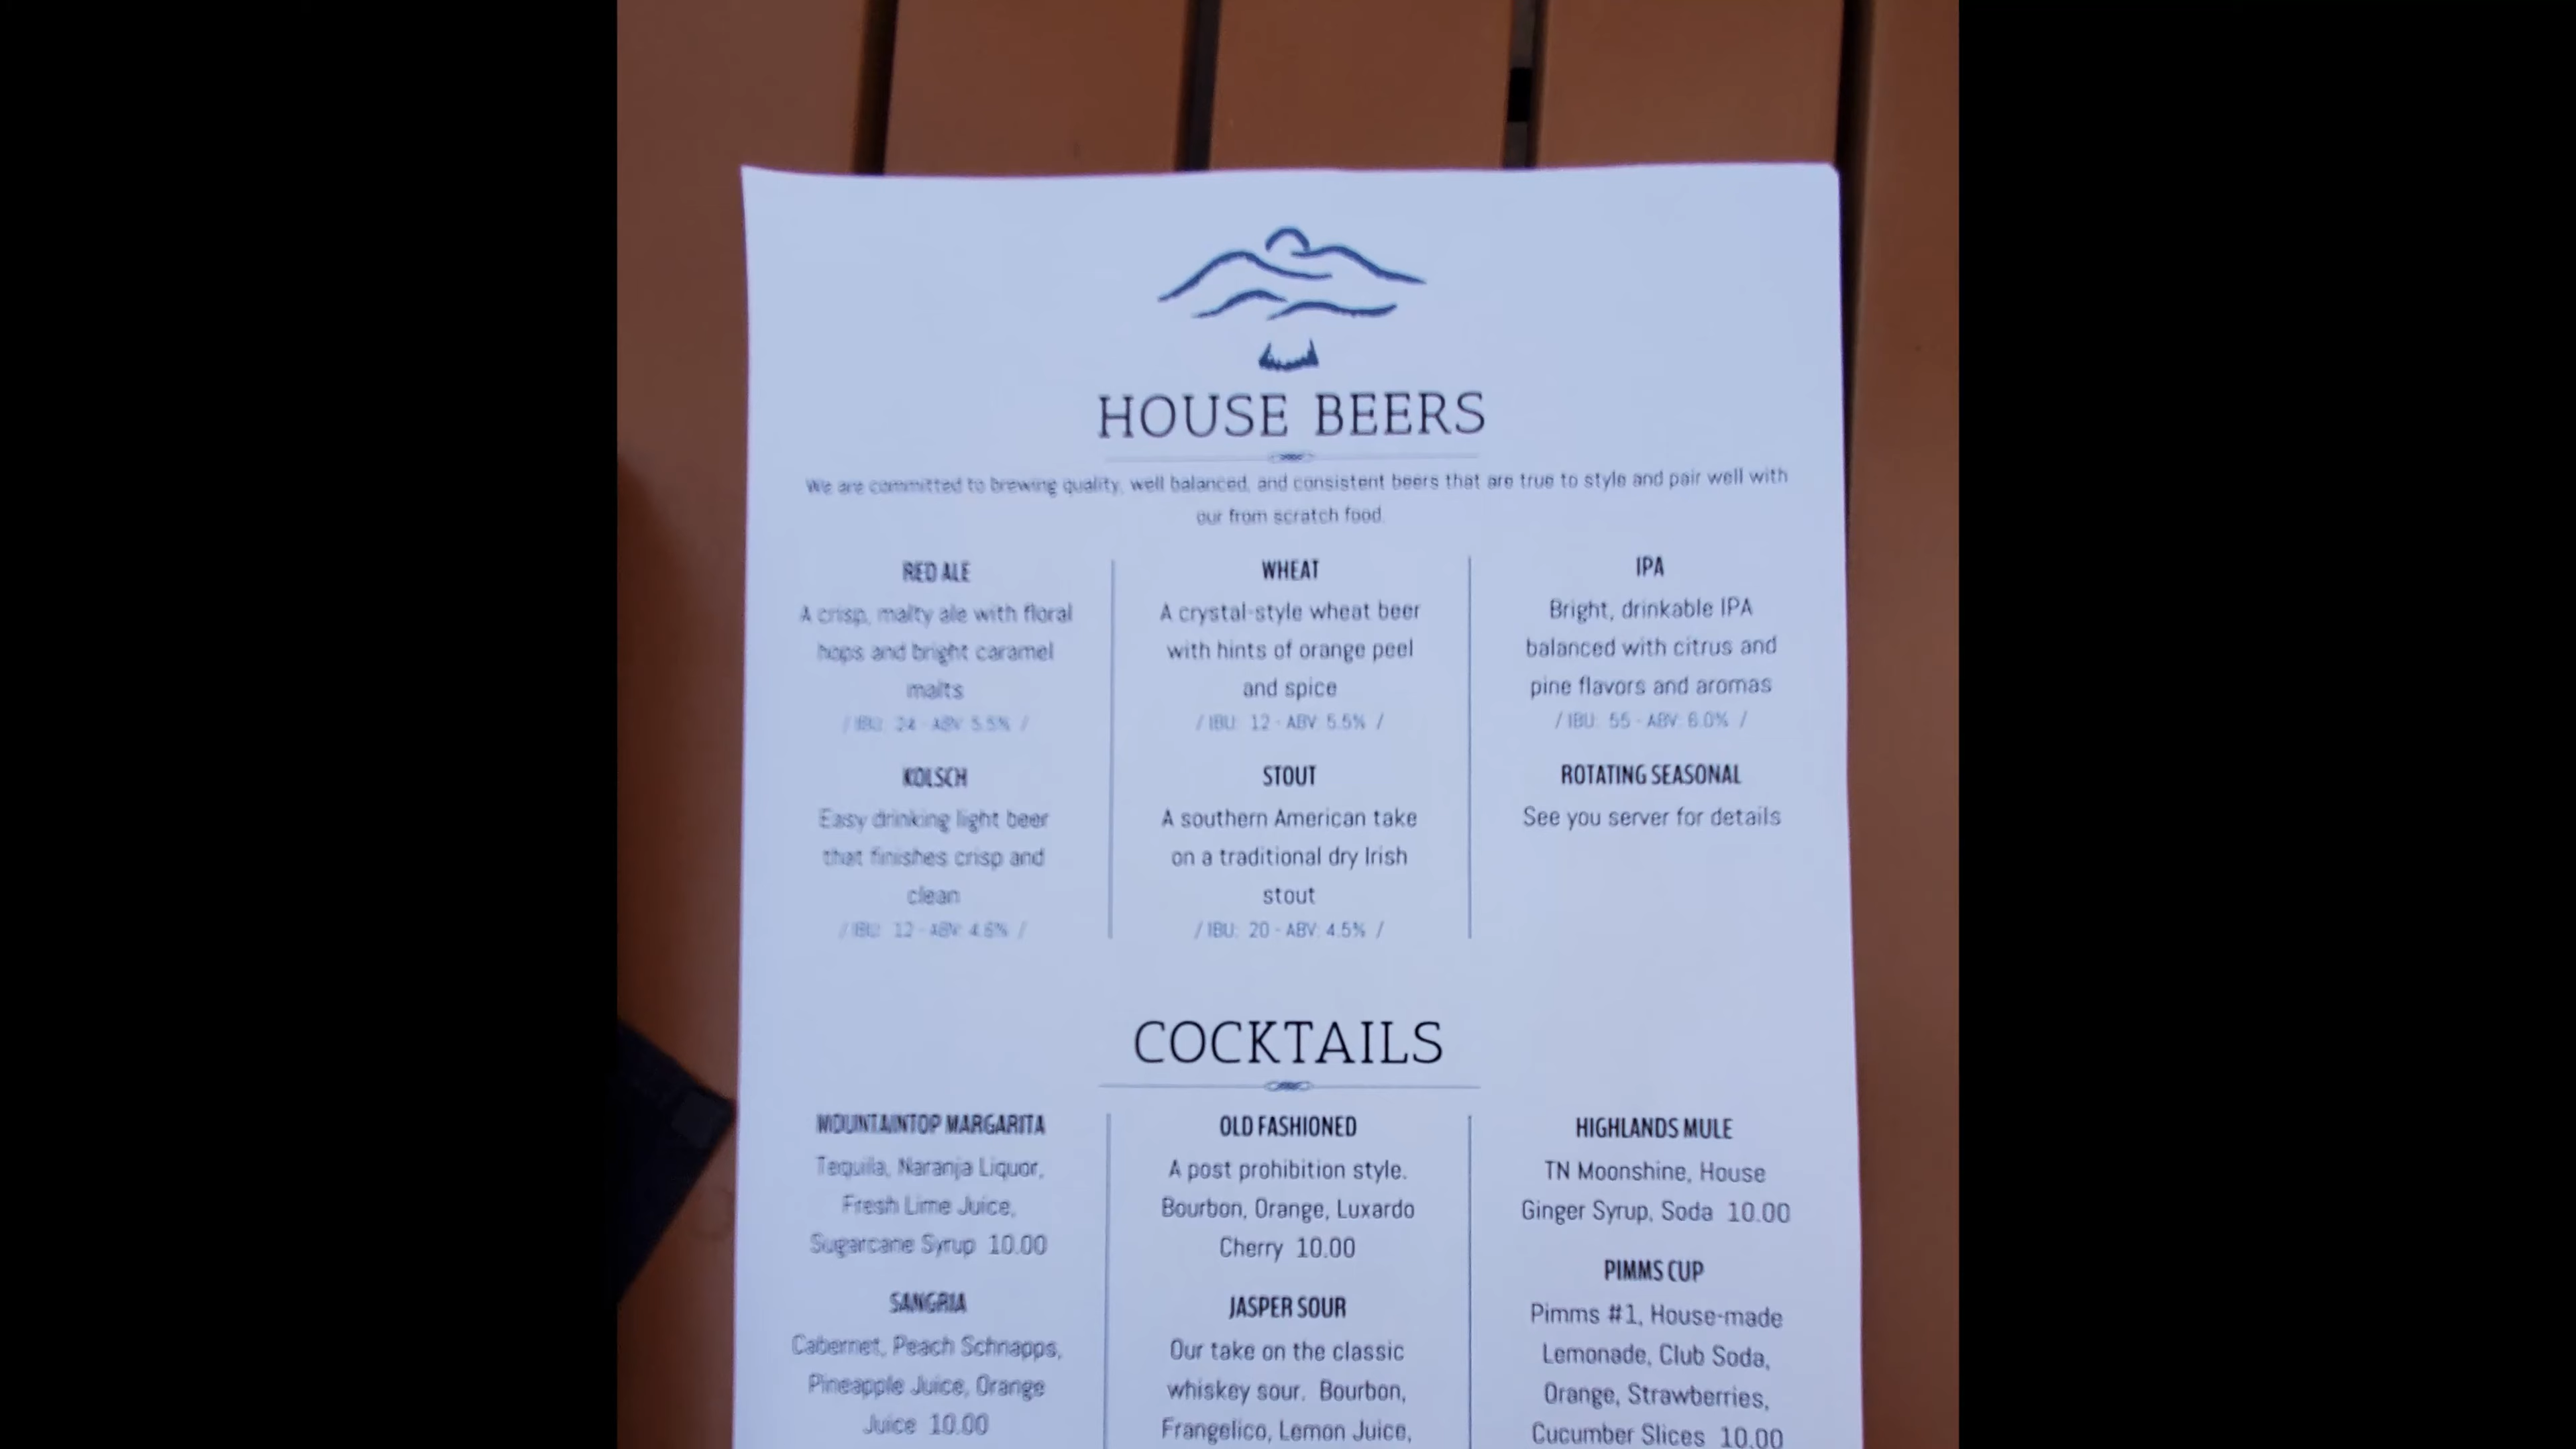 HOUSE BEERS
We are committed to brewing quality, well balanced, and consistent beers that are true to style and pair well with
our from scratch food.
RED ALE
A crisp, malty ale with floral
hops and bright caramel
malts
/ IBU: 24 - ABV: 5.5% /
KOLSCH
Easy drinking light beer
that finishes crisp and
clean
/ IBU: 12 - ABV: 4.6% /
WHEAT
A crystal-style wheat beer
with hints of orange peel
and spice
/ IBU: 12 - ABV: 5.5% /
STOUT
A southern American take
on a traditional dry Irish
stout
/ IBU: 20 - ABV: 4.5% /
IPA
Bright, drinkable IPA
balanced with citrus and
pine flavors and aromas
/ IBU: 55 - ABV: 6.0% /
ROTATING SEASONAL
See you server for details
COCKTAILS
MOUNTAINTOP MARGARITA
Tequila, Naranja Liquor,
Fresh Lime Juice,
Sugarcane Syrup 10.00
SANGRIA
Cabernet, Peach Schnapps,
Pineapple Juice, Orange
Juice 10.00
OLD FASHIONED
A post prohibition style.
Bourbon, Orange, Luxardo
Cherry 10.00
JASPER SOUR
Our take on the classic
whiskey sour. Bourbon,
Frangelico, Lemon Juice,
HIGHLANDS MULE
TN Moonshine, House
Ginger Syrup, Soda 10.00
PIMMS CUP
Pimms #1, House-made
Lemonade, Club Soda,
Orange, Strawberries,
Cucumber Slices 10.00